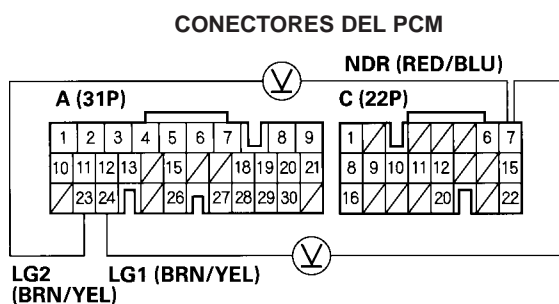 CONECTORES DEL PCM
NDR (RED/BLU)
V
A (31P)
C (22P)
1 2 3 4 5 6 7 8 9
1 6 7
10 11 12 13 15 18 19 20 21
8 9 10 11 12 15
23 24 26 27 28 29 30
16 20 22
LG2
(BRN/YEL)
LG1 (BRN/YEL)
V